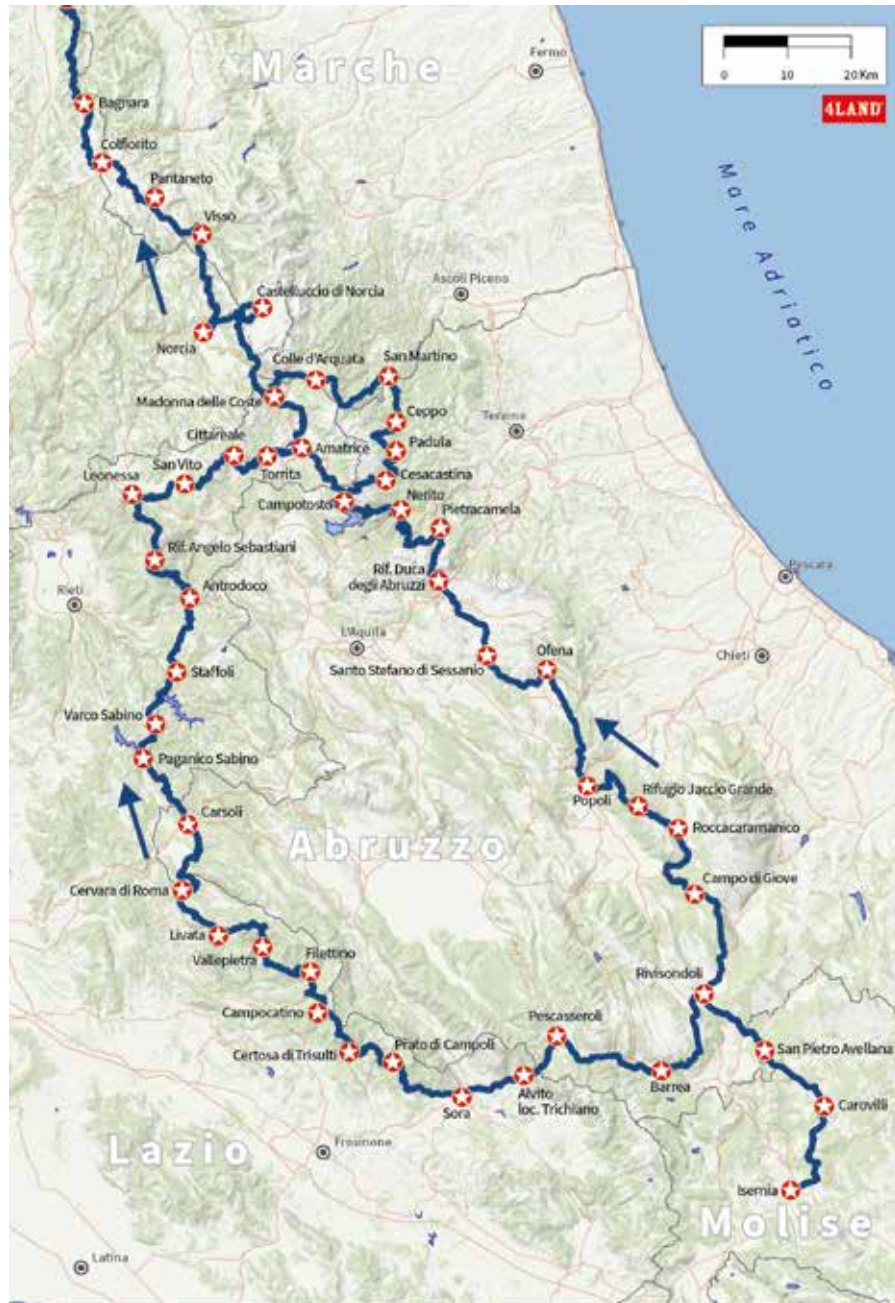 Marche
Fermo
0 10 20 Km
4LAND
Bagnara
Colfiorito
Pantaneto
Visso
Mare Adriatico
Ascoli Piceno
Castelluccio di Norcia
Norcia
Colle d'Arquata
San Martino
Madonna delle Coste
Ceppo
Teramo
Cittareale
Amatrice
Padula
San Vito
Torrita
Cesacastina
Leonessa
Campotosto
Nerito
Pietracamela
Rif. Angelo Sebastiani
Rif. Duca
degli Abruzzi
Pescara
Antrodoco
Rieti
L'Aquila
Ofena
Chieti
Santo Stefano di Sessanio
Staffoli
Varco Sabino
Paganico Sabino
Popoli
Rifugio Jaccio Grande
Carsoli
Roccacaramanico
Abruzzo
Cervara di Roma
Campo di Giove
Livata
Vallepietra
Filettino
Rivisondoli
Campocatino
Pescasseroli
Certosa di Trisulti
Prato di Campoli
San Pietro Avellana
Barrea
Alvito
loc. Trichiano
Sora
Carovilli
Lazio
Frosinone
Isernia
Molise
Latina